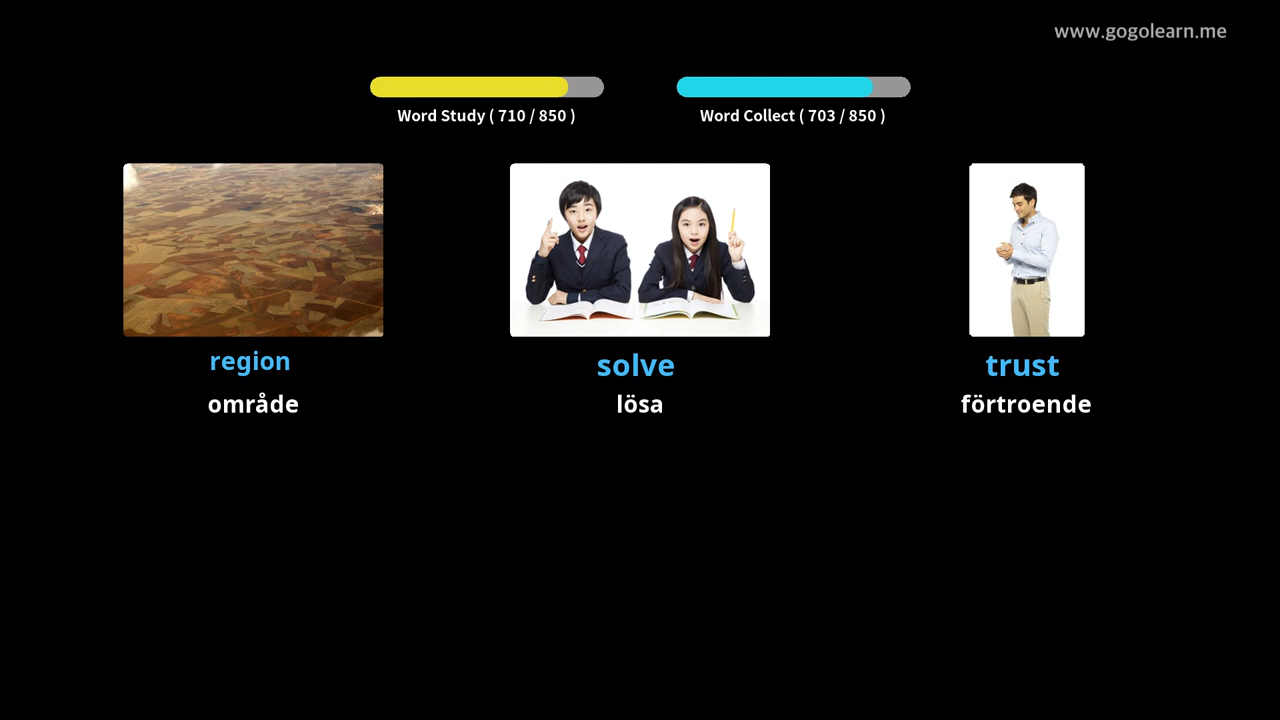 www.gogolearn.me
Word Study ( 710 / 850 )
Word Collect ( 703 / 850 )
region
solve
trust
område
lösa
förtroende